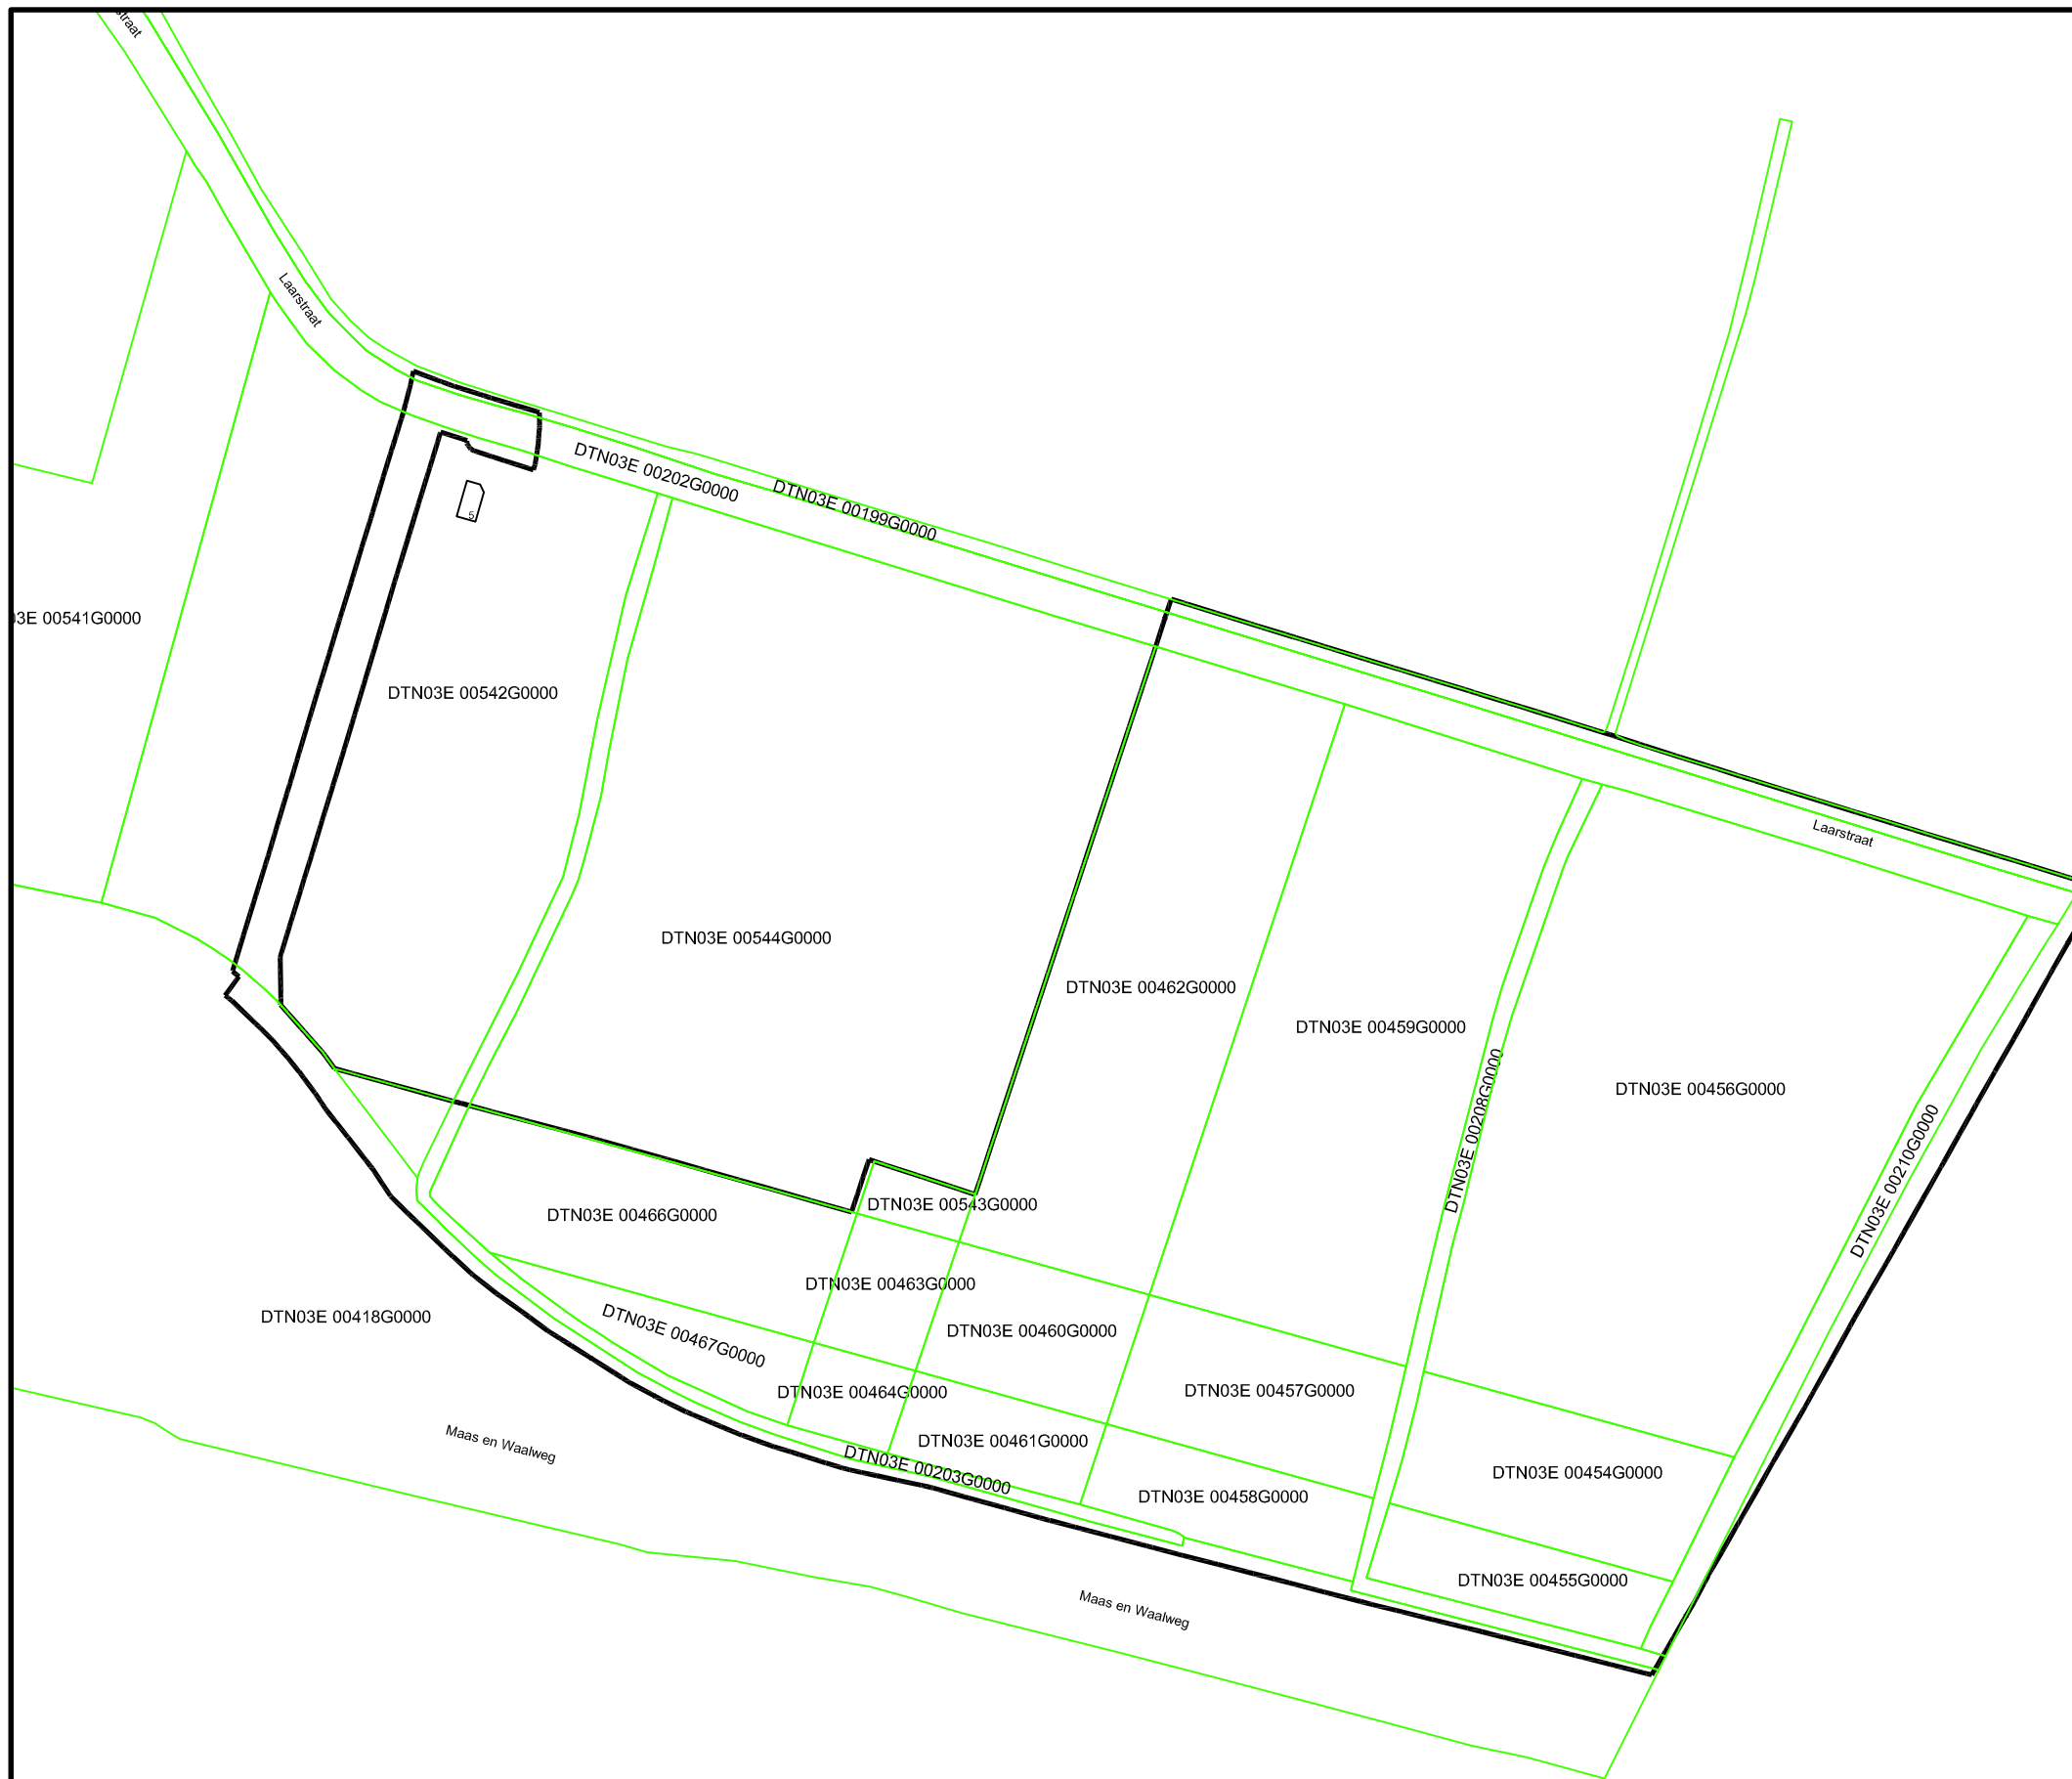 straat
Laarstraat
DTN03E 00202G0000
DTN03E 00199G0000
5
3E 00541G0000
DTN03E 00542G0000
Laarstraat
DTN03E 00544G0000
DTN03E 00462G0000
DTN03E 00459G0000
DTN03E 00208G0000
DTN03E 00456G0000
DTN03E 00210G0000
DTN03E 00543G0000
DTN03E 00466G0000
DTN03E 00463G0000
DTN03E 00418G0000
DTN03E 00467G0000
DTN03E 00460G0000
DTN03E 00464G0000
DTN03E 00457G0000
Maas en Waalweg
DTN03E 00461G0000
DTN03E 00203G0000
DTN03E 00454G0000
DTN03E 00458G0000
DTN03E 00455G0000
Maas en Waalweg